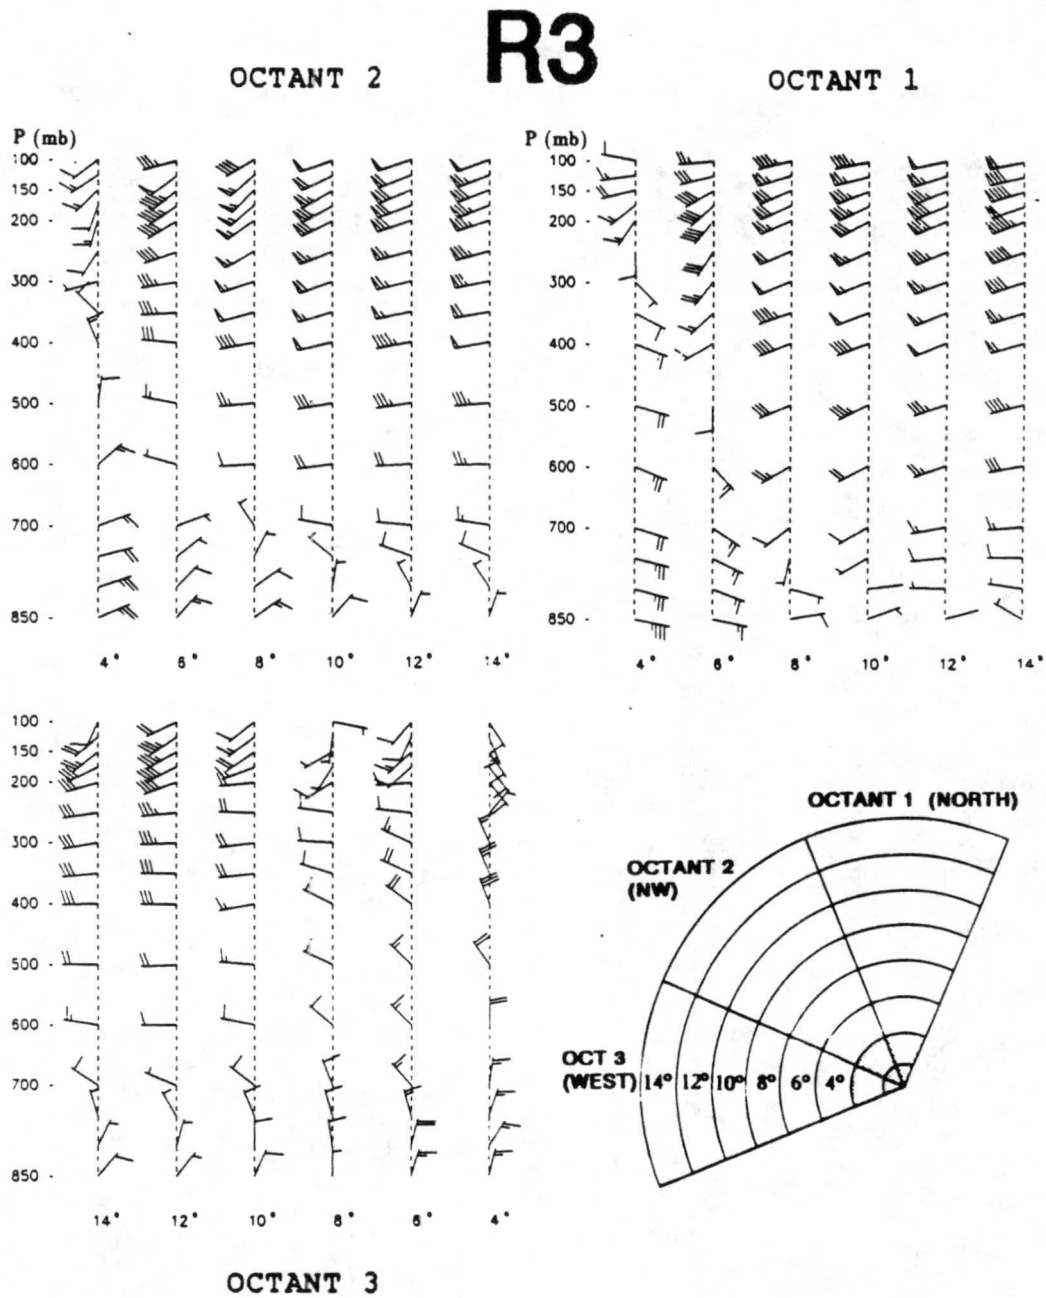 R3
OCTANT 2
OCTANT 1
P (mb)
100
150
200
300
400
500
600
700
850
4° 6° 8° 10° 12° 14°
P (mb)
100
150
200
300
400
500
600
700
850
4° 6° 8° 10° 12° 14°
100
150
200
300
400
500
600
700
850
14° 12° 10° 8° 6° 4°
OCTANT 3
OCTANT 1 (NORTH)
OCTANT 2
(NW)
OCT 3
(WEST) 14° 12° 10° 8° 6° 4°